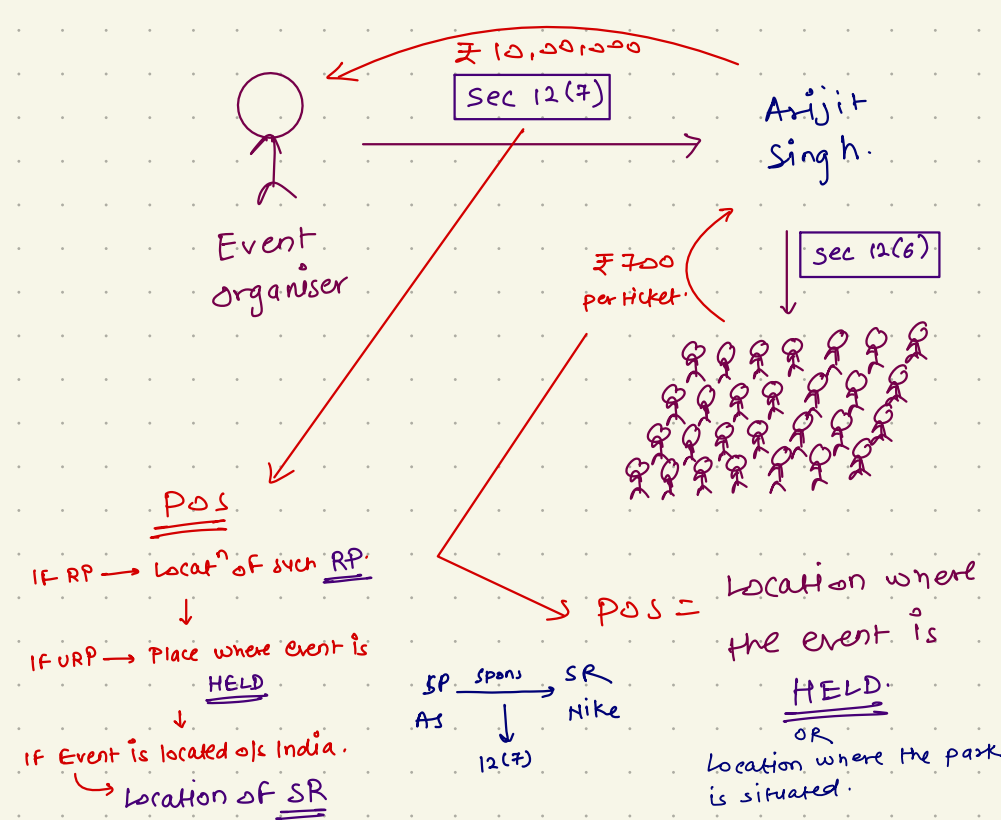 ₹ 10,00,000
Sec 12(7)
Arijit
Singh.
Event
Organiser
₹700
per ticket.
Sec 12(6)
POS
IF RP → Locatⁿ of such RP.
↓
IF URP → Place where event is
HELD
↓
IF Event is located o/s India.
Location of SR
SP spons SR
AS Nike
12(7)
POS = Location where
the event is
HELD.
OR
Location where the park
is situated.